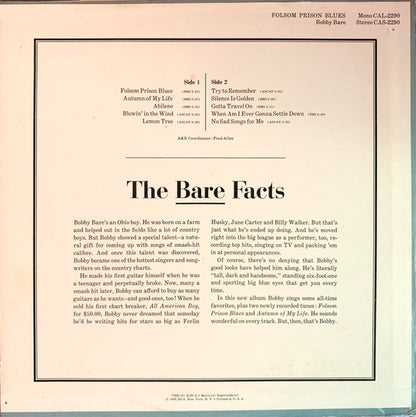 FOLSOM PRISON BLUES Mono CAL-2290
Bobby Bare Stereo CAS-2290
Side 1
Folsom Prison Blues
Autumn of My Life
Abilene
Blowin' in the Wind
Lemon Tree
Side 2
Try to Remember
Silence Is Golden
Gotta Travel On
When Am I Ever Gonna Settle Down
No Sad Songs for Me
A&R Coordinator: Fred Allen
The Bare Facts
Bobby Bare's an Ohio boy. He was born on a farm
and helped out in the fields like a lot of country
boys. But Bobby showed a special talent—a natu-
ral gift for coming up with songs of smash-hit
calibre. And once this talent was discovered,
Bobby became one of the hottest singers and song-
writers on the country charts.
He made his first guitar himself when he was
a teenager and perpetually broke. Now, many a
smash hit later, Bobby can afford to buy as many
guitars as he wants—and good ones, too! When he
sold his first chart breaker, All American Boy,
for $50.00, Bobby never dreamed that someday
he'd be writing hits for stars as big as Ferlin
Husky, June Carter and Billy Walker. But that's
just what he's ended up doing. And he's moved
right into the big league as a performer, too, re-
cording top hits, singing on TV and packing 'em
in at personal appearances.
Of course, there's no denying that Bobby's
good looks have helped him along. He's literally
"tall, dark and handsome," standing six-foot-one
and sporting big blue eyes that get you every
time.
In this new album Bobby sings some all-time
favorites, plus two newly recorded tunes: Folsom
Prison Blues and Autumn of My Life. He sounds
wonderful on every track. But, then, that's Bobby.